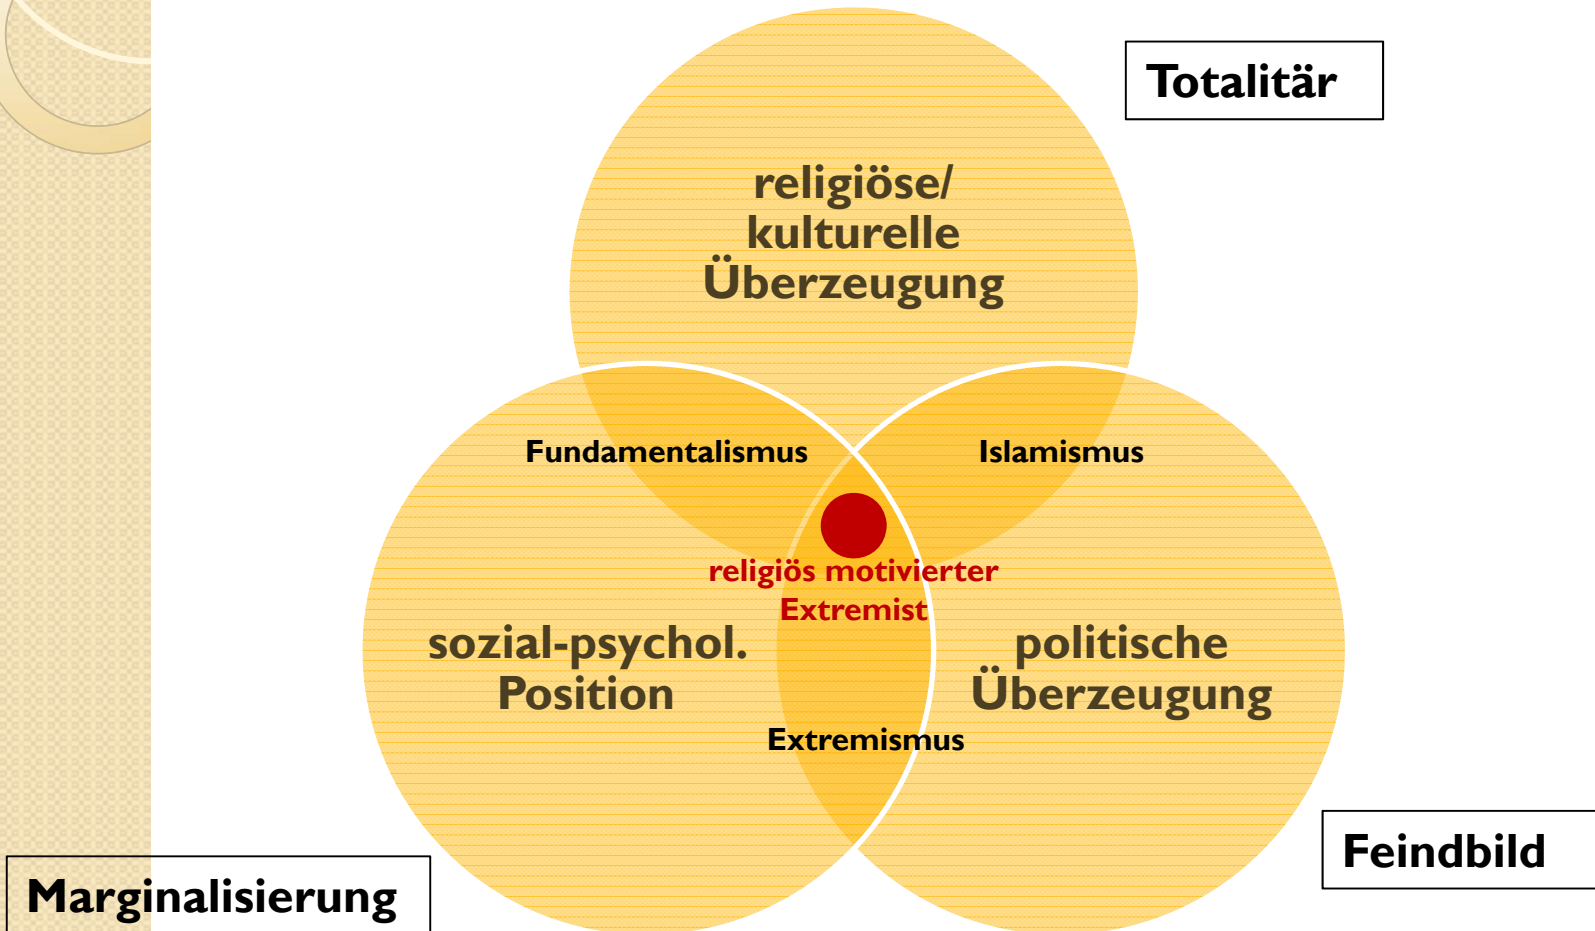 Totalitär
religiöse/
kulturelle
Überzeugung
Fundamentalismus
Islamismus
religiös motivierter
Extremist
sozial-psychol.
Position
politische
Überzeugung
Extremismus
Feindbild
Marginalisierung